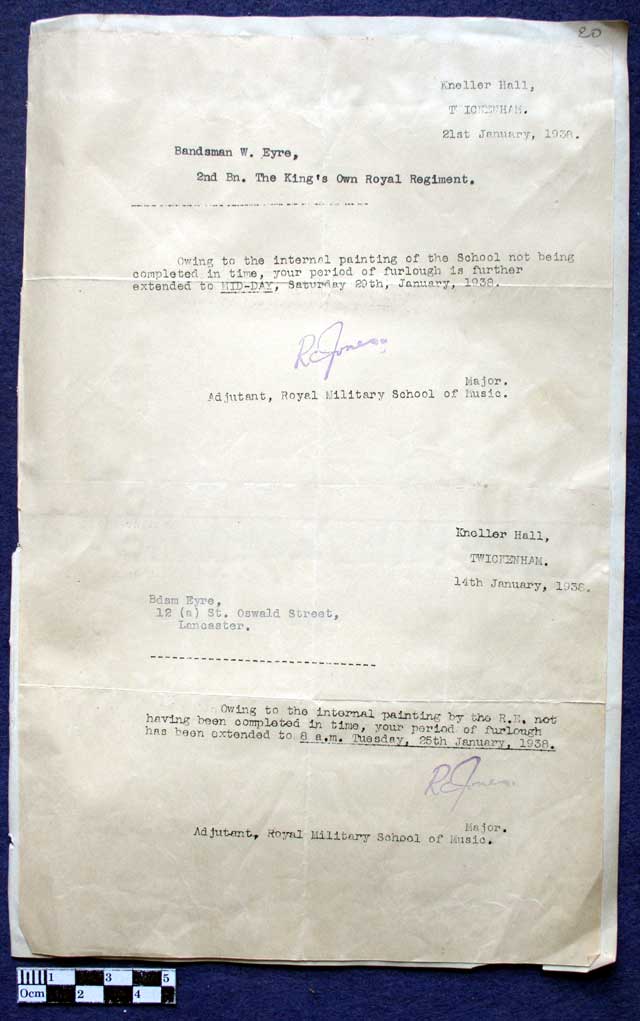 20
Kneller Hall,
TWICKENHAM.
21st January, 1938.
Bandsman W. Eyre,
2nd Bn. The King's Own Royal Regiment.
Owing to the internal painting of the School not being
completed in time, your period of furlough is further
extended to MID-DAY, Saturday 29th, January, 1938.
R C Jones
Major.
Adjutant, Royal Military School of Music.
Kneller Hall,
TWICKENHAM.
14th January, 1938.
Bdsm Eyre,
12 (a) St. Oswald Street,
Lancaster.
Owing to the internal painting by the R.E. not
having been completed in time, your period of furlough
has been extended to 8 a.m. Tuesday, 25th January, 1938.
R C Jones
Major.
Adjutant, Royal Military School of Music.
0cm 1 2 3 4 5